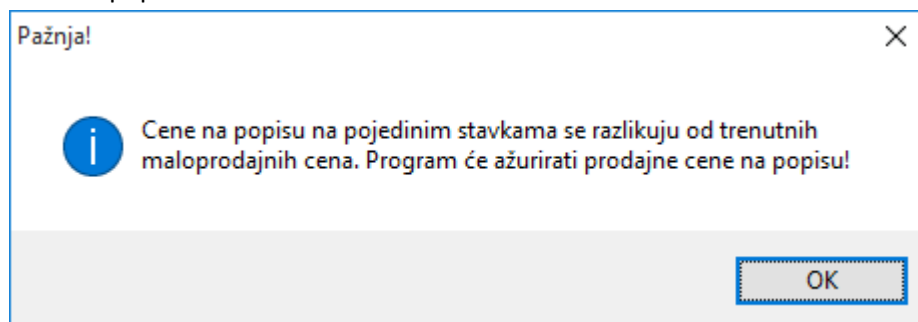 Pažnja!
Cene na popisu na pojedinim stavkama se razlikuju od trenutnih
maloprodajnih cena. Program će ažurirati prodajne cene na popisu!
OK